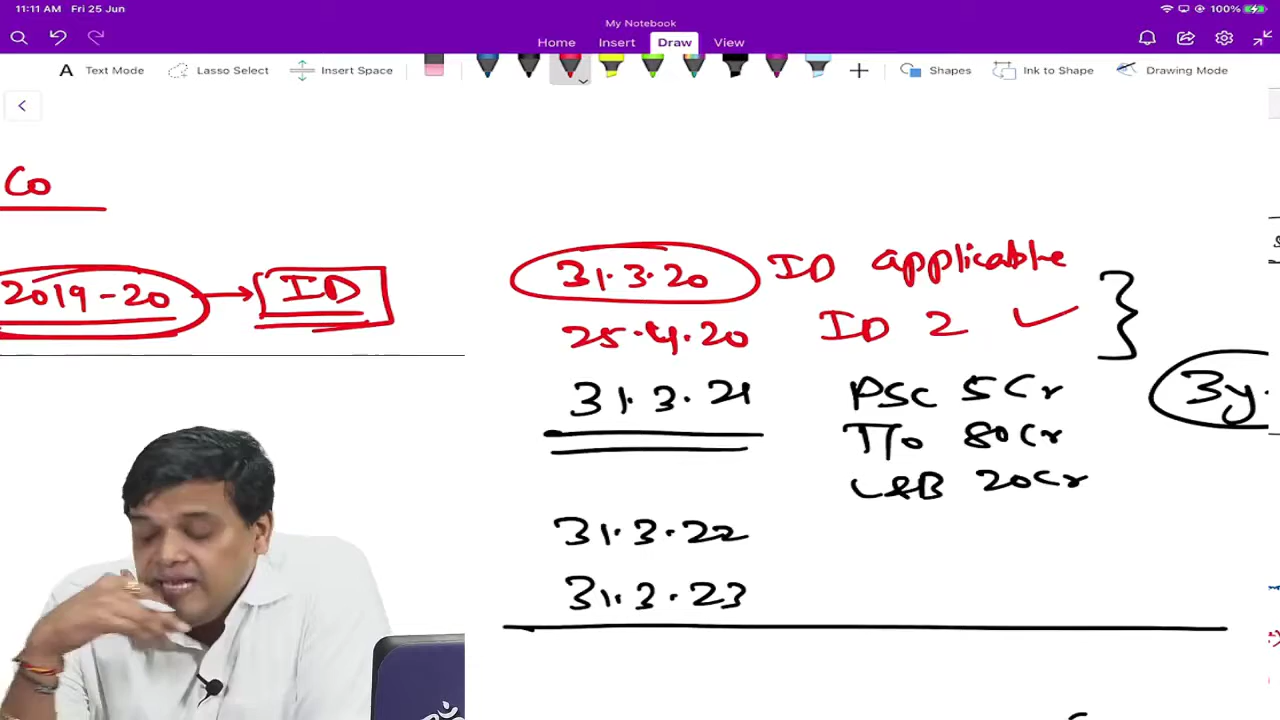 11:11 AM Fri 25 Jun
100%
My Notebook
Home Insert Draw View
Text Mode Lasso Select Insert Space Shapes Ink to Shape Drawing Mode
Co
2019-20 → ID
31.3.20 ID applicable
25.4.20 ID 2 ✓
31.3.21 PSC 5Cr
T/o 80Cr
L&B 20Cr
3y.
31.3.22
31.3.23